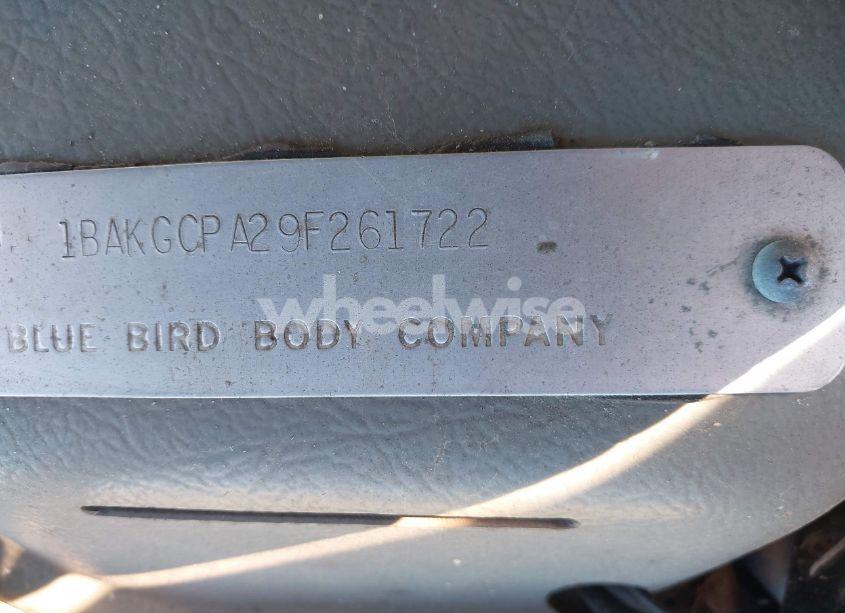 1BAKGCPA29F261722
wheelwise
BLUE BIRD BODY COMPANY